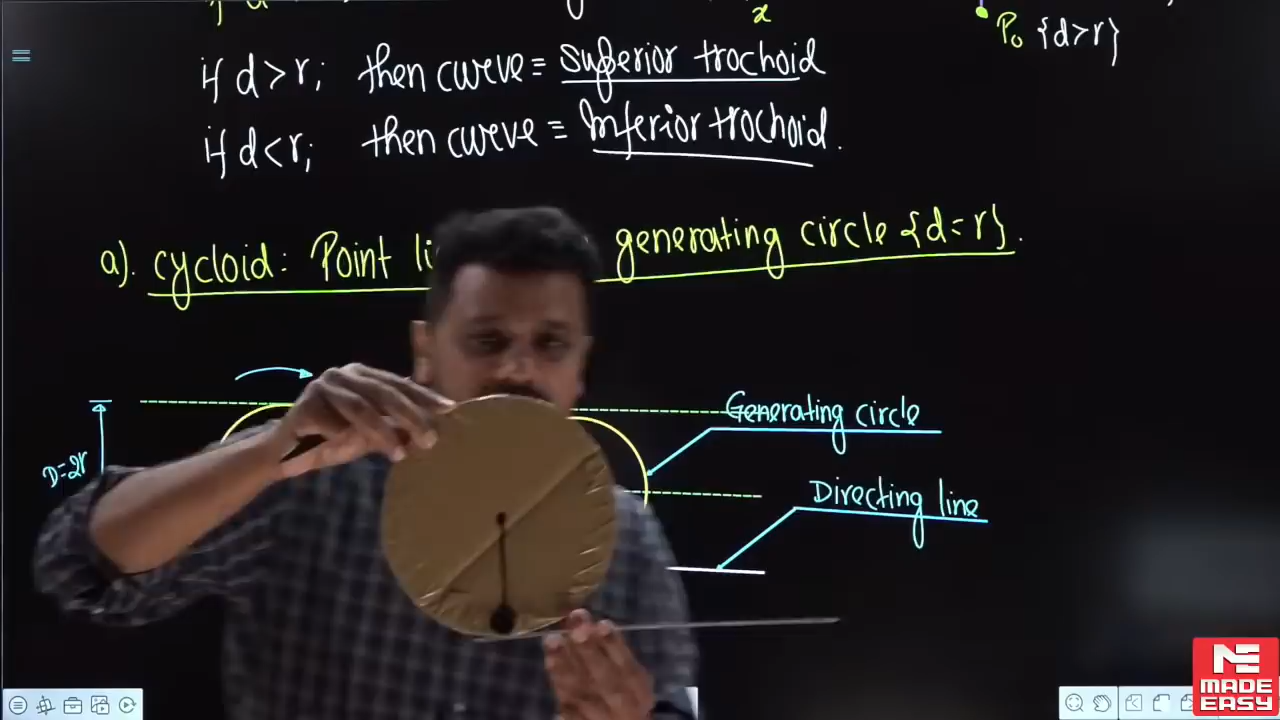 x
P₀ {d>r}
if d>r; then curve ≡ superior trochoid
if d<r; then curve ≡ Inferior trochoid.
a). cycloid: Point generating circle {d=r}.
Generating circle
D=2r
Directing line
MADE
EASY